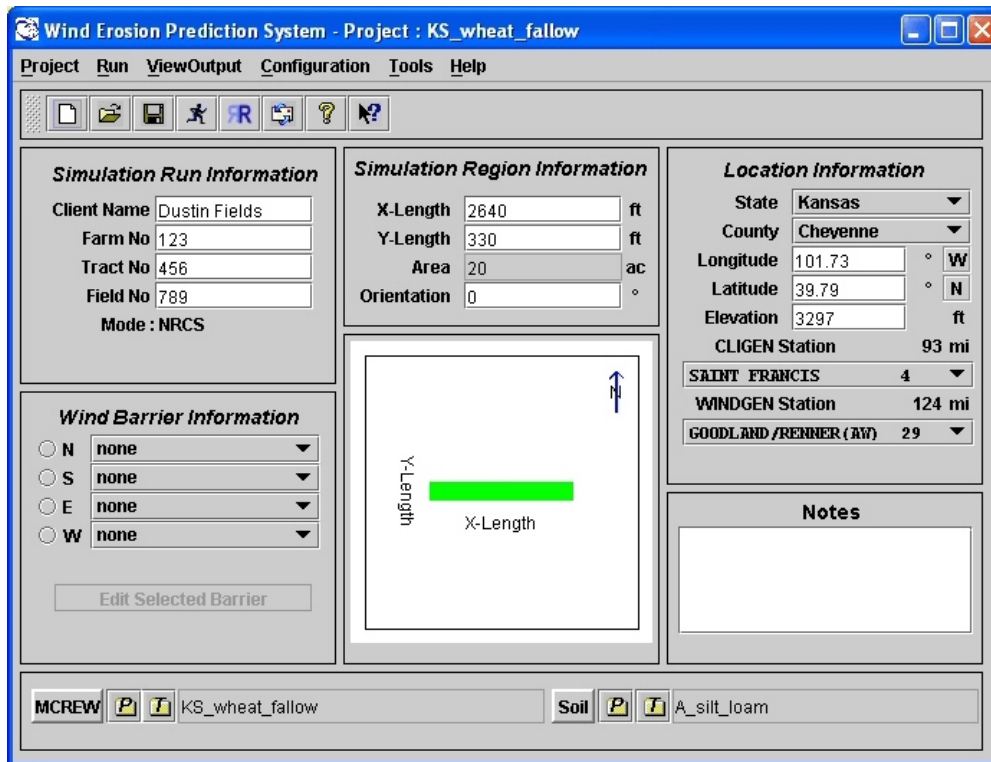 Wind Erosion Prediction System - Project : KS_wheat_fallow
Project Run ViewOutput Configuration Tools Help
Simulation Run Information
Client Name Dustin Fields
Farm No 123
Tract No 456
Field No 789
Mode : NRCS
Wind Barrier Information
N none
S none
E none
W none
Edit Selected Barrier
Simulation Region Information
X-Length 2640 ft
Y-Length 330 ft
Area 20 ac
Orientation 0 °
N
Y-Length
X-Length
Location Information
State Kansas
County Cheyenne
Longitude 101.73 ° W
Latitude 39.79 ° N
Elevation 3297 ft
CLIGEN Station 93 mi
SAINT FRANCIS 4
WINDGEN Station 124 mi
GOODLAND/RENNER(AW) 29
Notes
MCREW P T KS_wheat_fallow Soil P T A_silt_loam